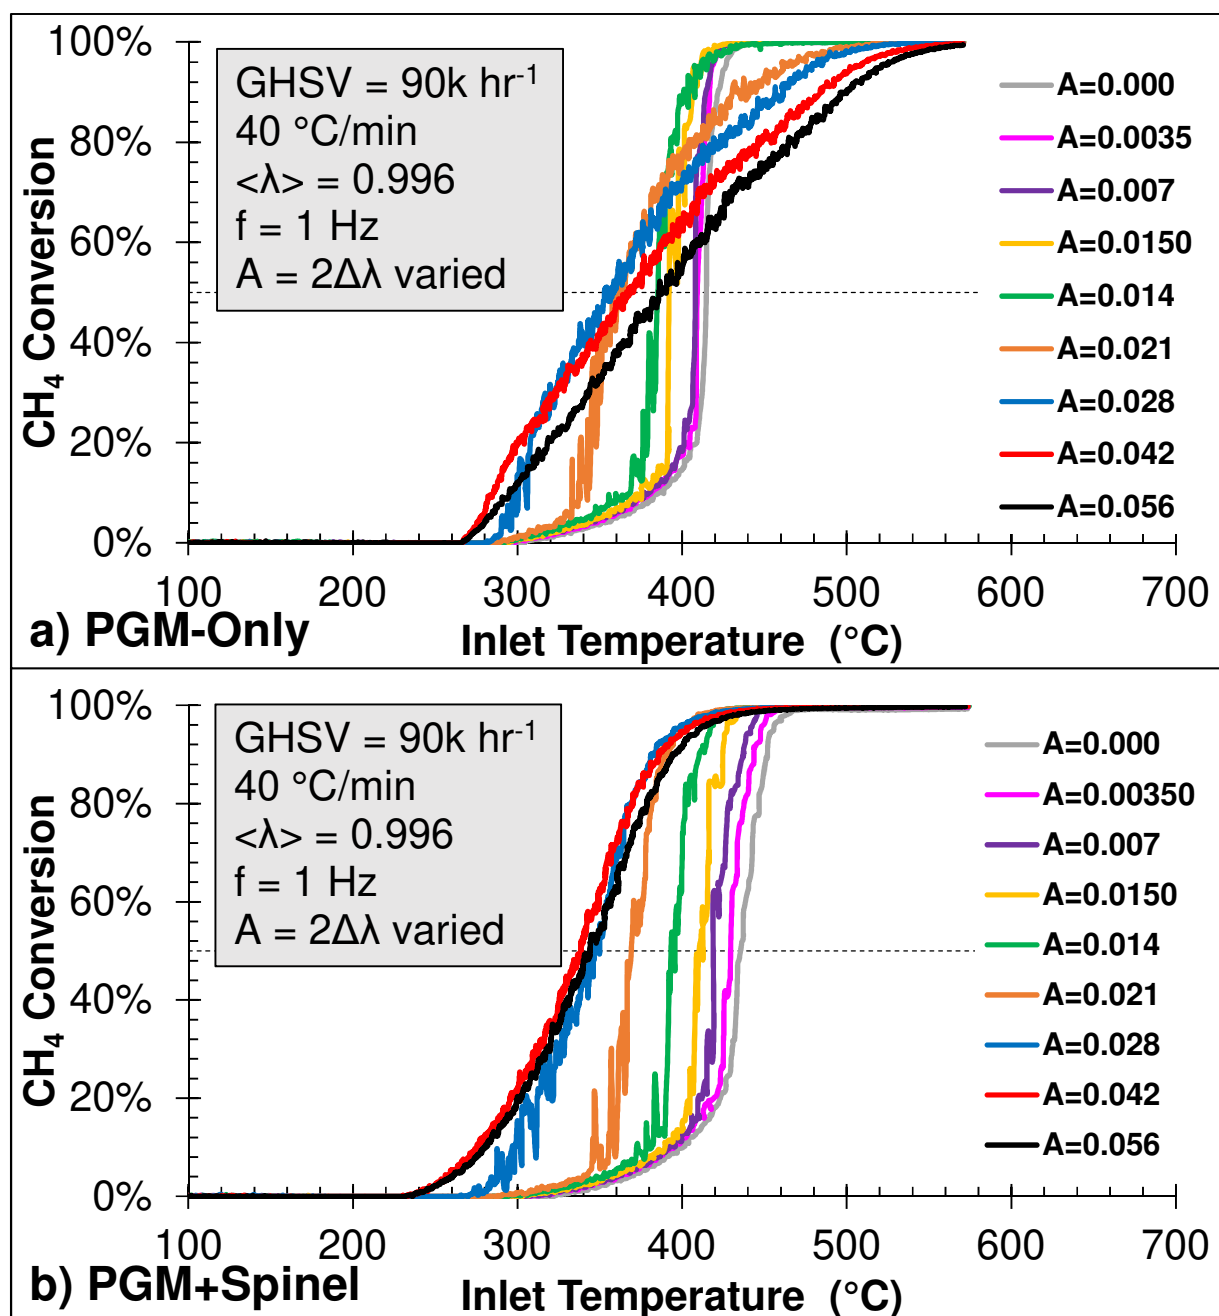 100%
80%
60%
40%
20%
0%
CH₄ Conversion
GHSV = 90k hr⁻¹
40 °C/min
<λ> = 0.996
f = 1 Hz
A = 2Δλ varied
A=0.000
A=0.0035
A=0.007
A=0.0150
A=0.014
A=0.021
A=0.028
A=0.042
A=0.056
100 200 300 400 500 600 700
a) PGM-Only
Inlet Temperature (°C)
100%
80%
60%
40%
20%
0%
CH₄ Conversion
GHSV = 90k hr⁻¹
40 °C/min
<λ> = 0.996
f = 1 Hz
A = 2Δλ varied
A=0.000
A=0.00350
A=0.007
A=0.0150
A=0.014
A=0.021
A=0.028
A=0.042
A=0.056
100 200 300 400 500 600 700
b) PGM+Spinel
Inlet Temperature (°C)